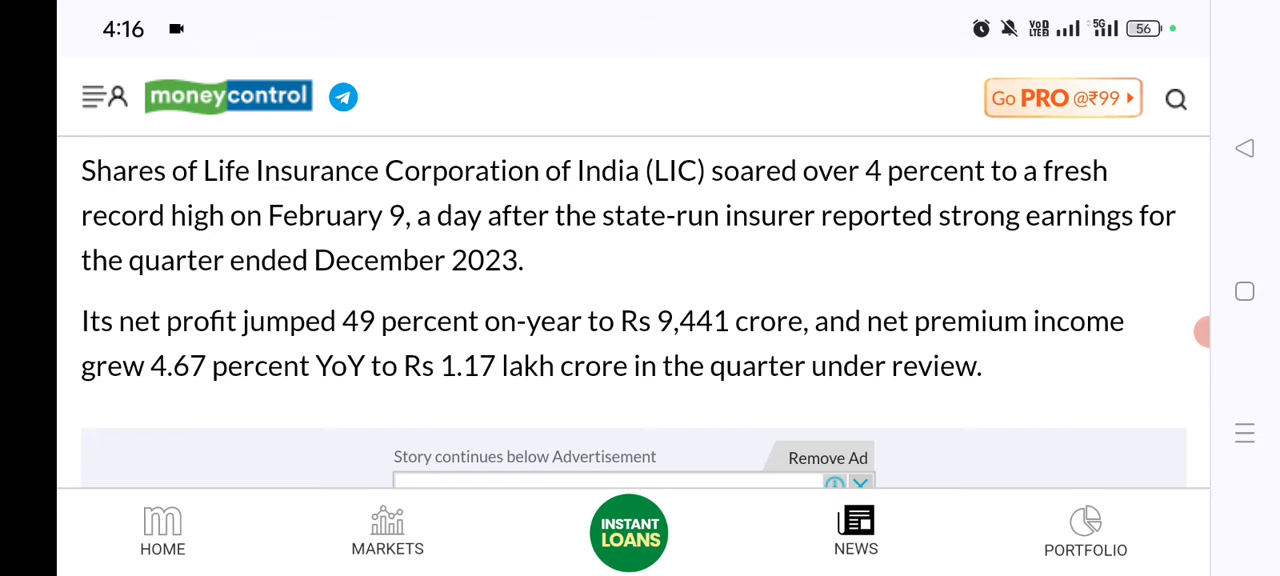 4:16
VoD LTE2 5G 56
moneycontrol
Go PRO @₹99
Shares of Life Insurance Corporation of India (LIC) soared over 4 percent to a fresh
record high on February 9, a day after the state-run insurer reported strong earnings for
the quarter ended December 2023.
Its net profit jumped 49 percent on-year to Rs 9,441 crore, and net premium income
grew 4.67 percent YoY to Rs 1.17 lakh crore in the quarter under review.
Story continues below Advertisement
Remove Ad
HOME
MARKETS
INSTANT
LOANS
NEWS
PORTFOLIO